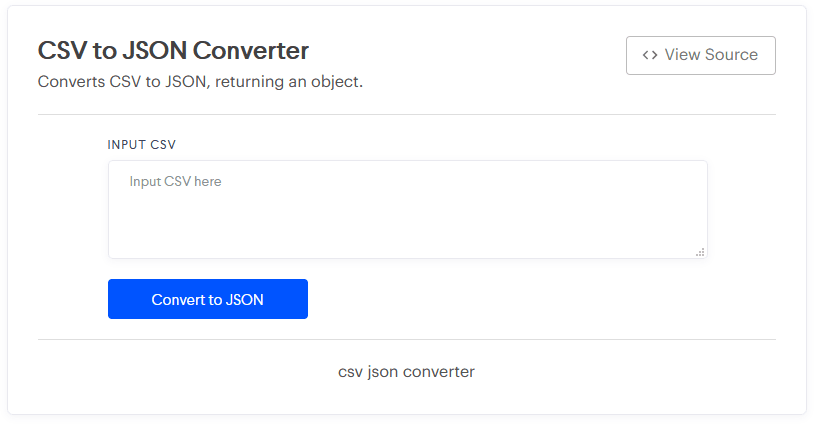 CSV to JSON Converter
View Source
Converts CSV to JSON, returning an object.
INPUT CSV
Input CSV here
Convert to JSON
csv json converter